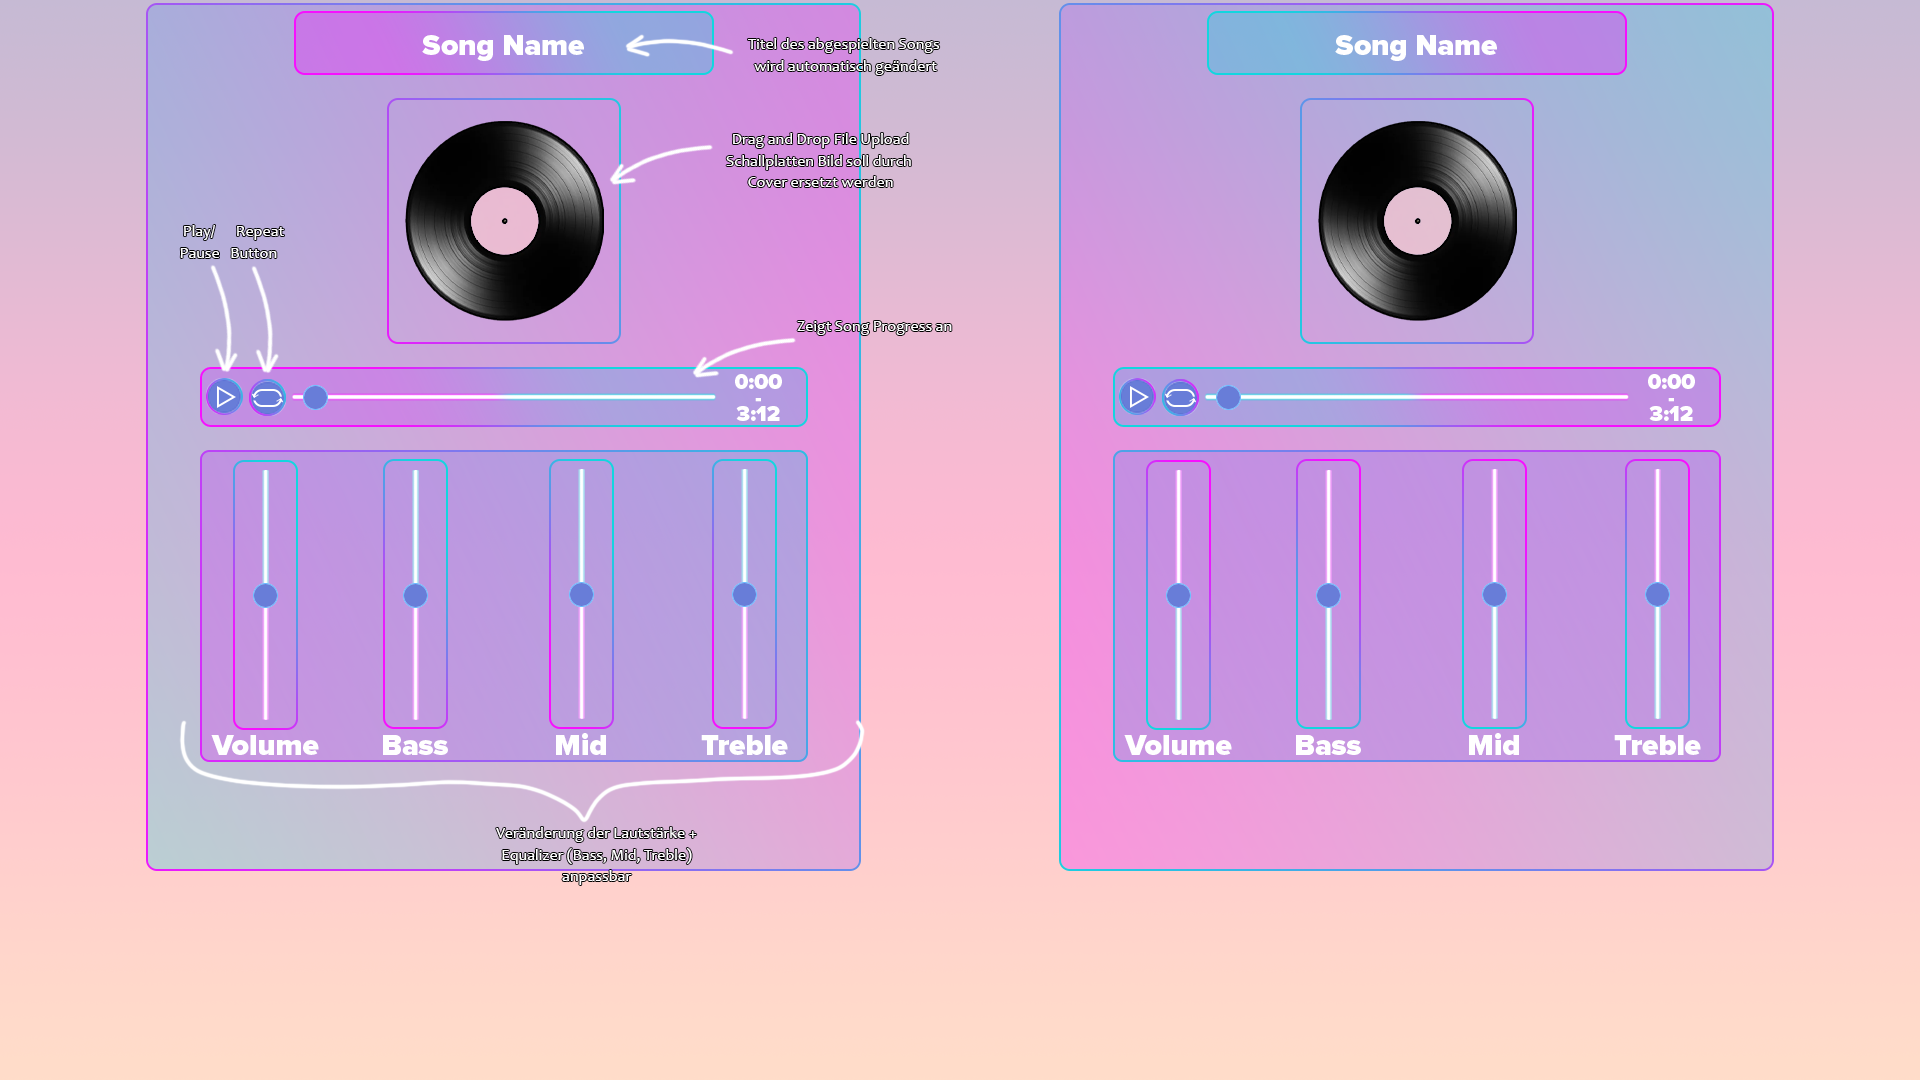 Song Name
Titel des abgespielten Songs
wird automatisch geändert
Drag and Drop File Upload
Schallplatten Bild soll durch
Cover ersetzt werden
Play/ Repeat
Pause Button
Zeigt Song Progress an
0:00
-
3:12
Volume Bass Mid Treble
Veränderung der Lautstärke +
Equalizer (Bass, Mid, Treble)
anpassbar
Song Name
0:00
-
3:12
Volume Bass Mid Treble